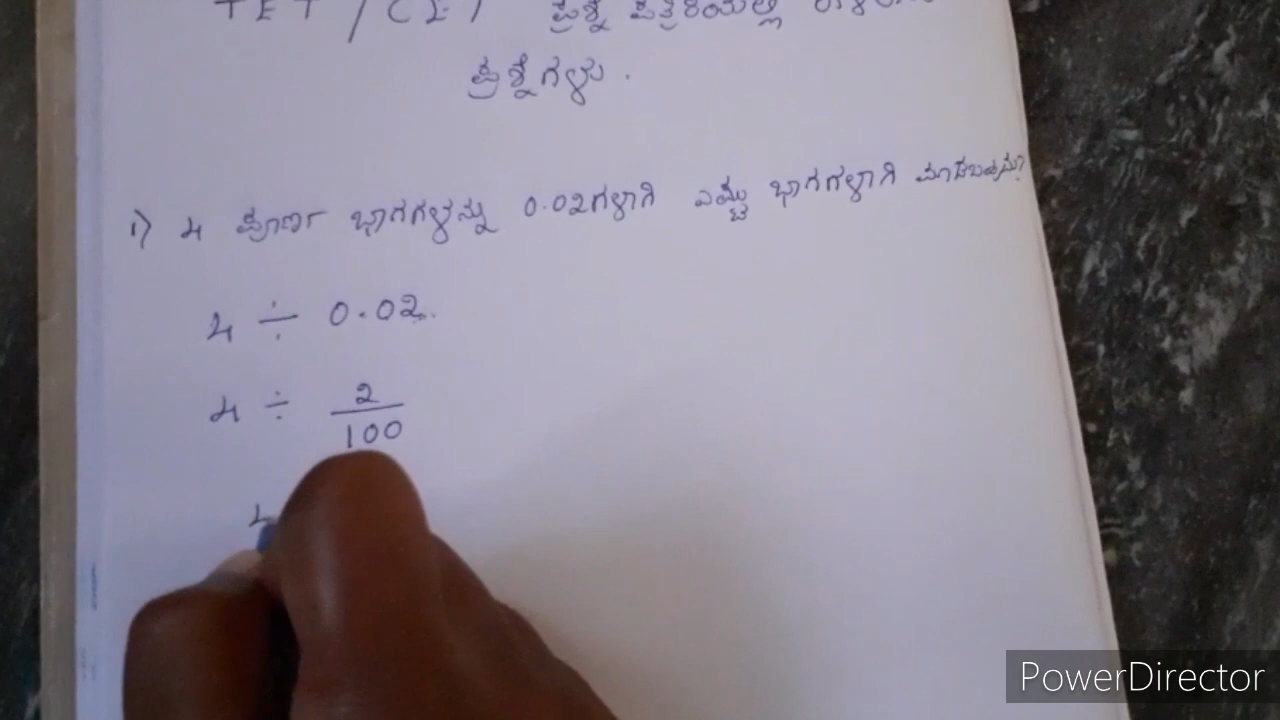 TET / CET ಪ್ರಶ್ನೆ ಪತ್ರಿಕೆಯಲ್ಲಿ
ಪ್ರಶ್ನೆಗಳು .
1) 4 ಪೂರ್ಣ ಭಾಗಗಳನ್ನು 0.02ಗಳಾಗಿ ಎಷ್ಟು ಭಾಗಗಳಾಗಿ ಮಾಡಬಹುದು?
4 ÷ 0.02.
4 ÷ 2/100
4
PowerDirector